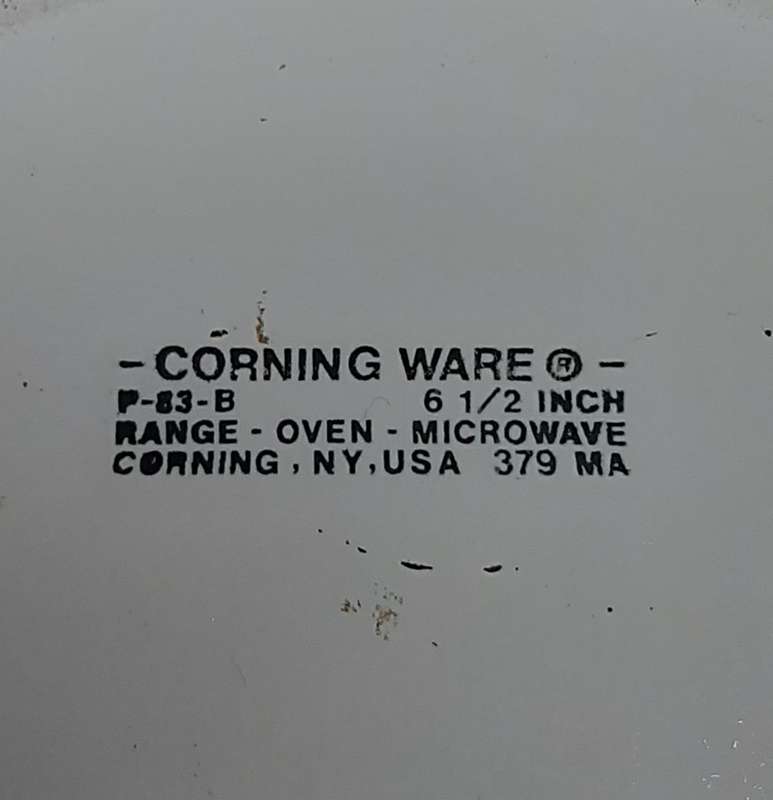 - CORNING WARE ® -
P-83-B 6 1/2 INCH
RANGE - OVEN - MICROWAVE
CORNING , NY, USA 379 MA